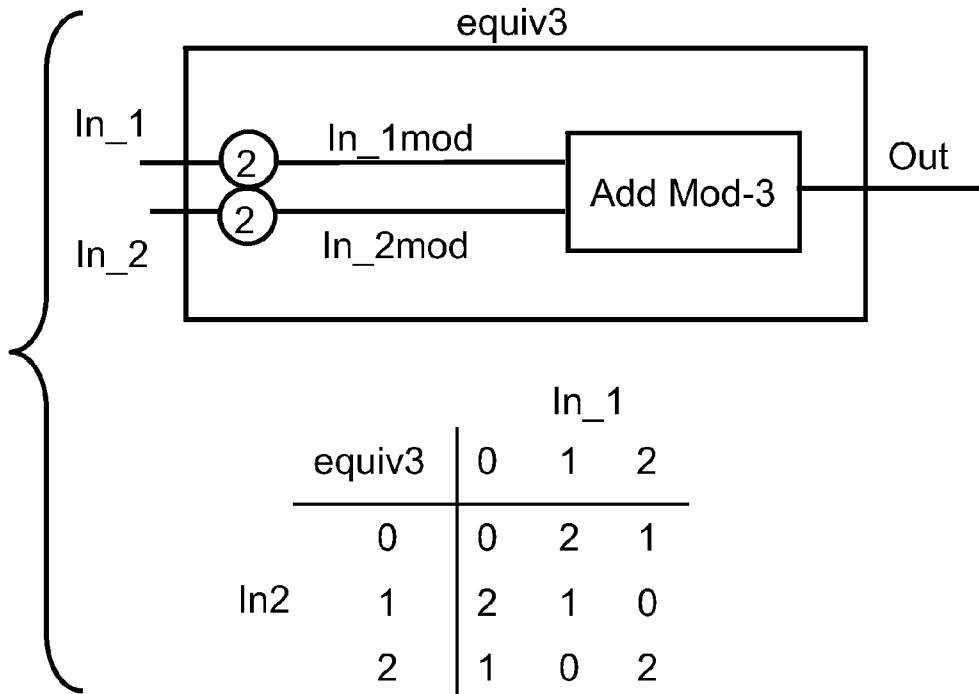 equiv3
In_1
2
In_1mod
Add Mod-3
Out
2
In_2
In_2mod
In_1
equiv3 0 1 2
0 0 2 1
In2 1 2 1 0
2 1 0 2